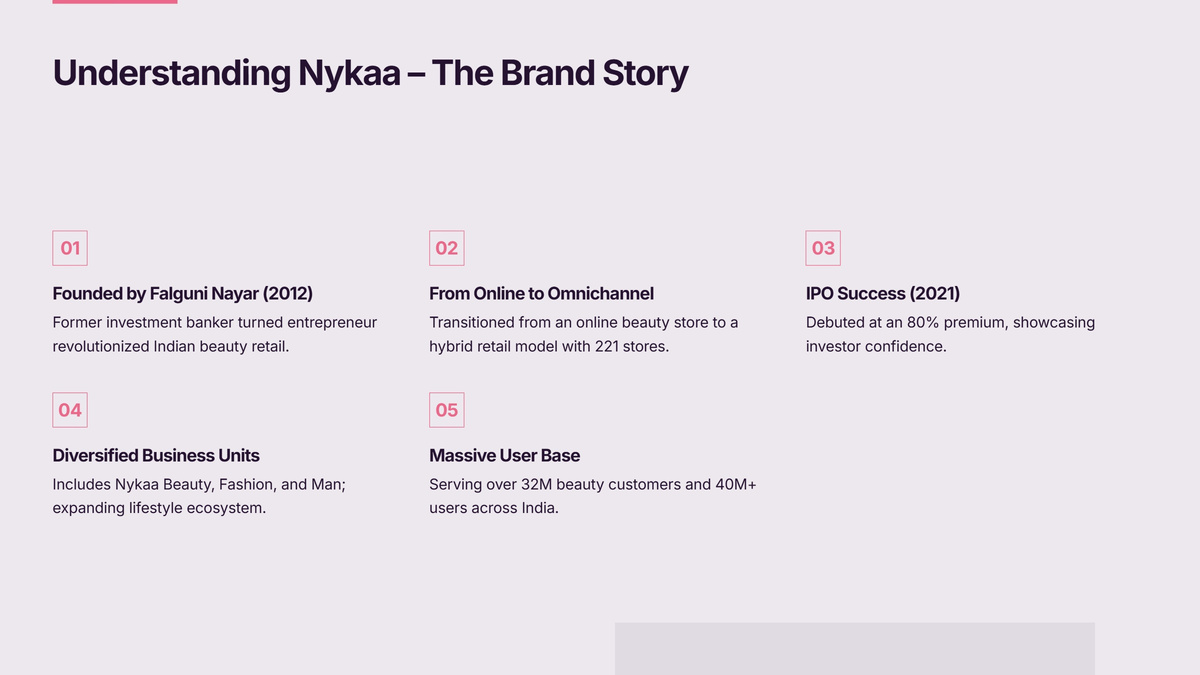 Understanding Nykaa – The Brand Story
01
Founded by Falguni Nayar (2012)
Former investment banker turned entrepreneur
revolutionized Indian beauty retail.
02
From Online to Omnichannel
Transitioned from an online beauty store to a
hybrid retail model with 221 stores.
03
IPO Success (2021)
Debuted at an 80% premium, showcasing
investor confidence.
04
Diversified Business Units
Includes Nykaa Beauty, Fashion, and Man;
expanding lifestyle ecosystem.
05
Massive User Base
Serving over 32M beauty customers and 40M+
users across India.